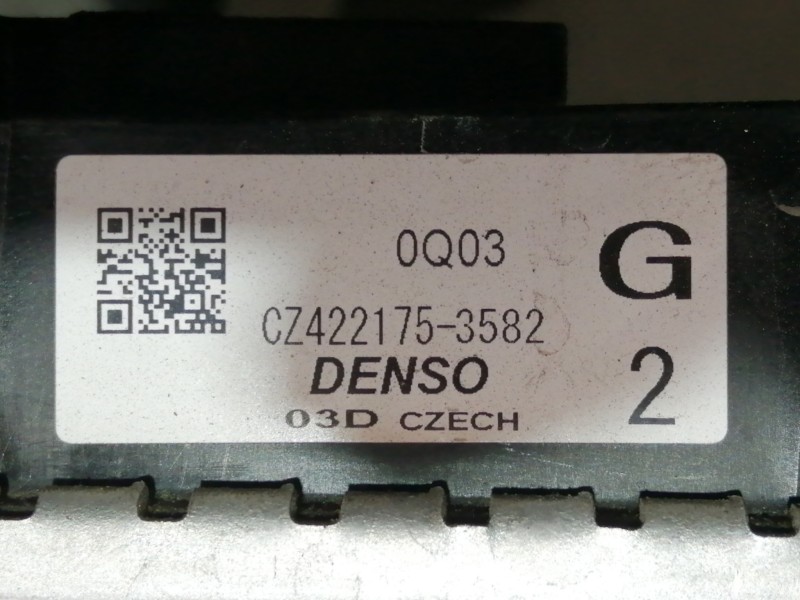 0Q03
G
CZ422175-3582
DENSO
2
03D CZECH